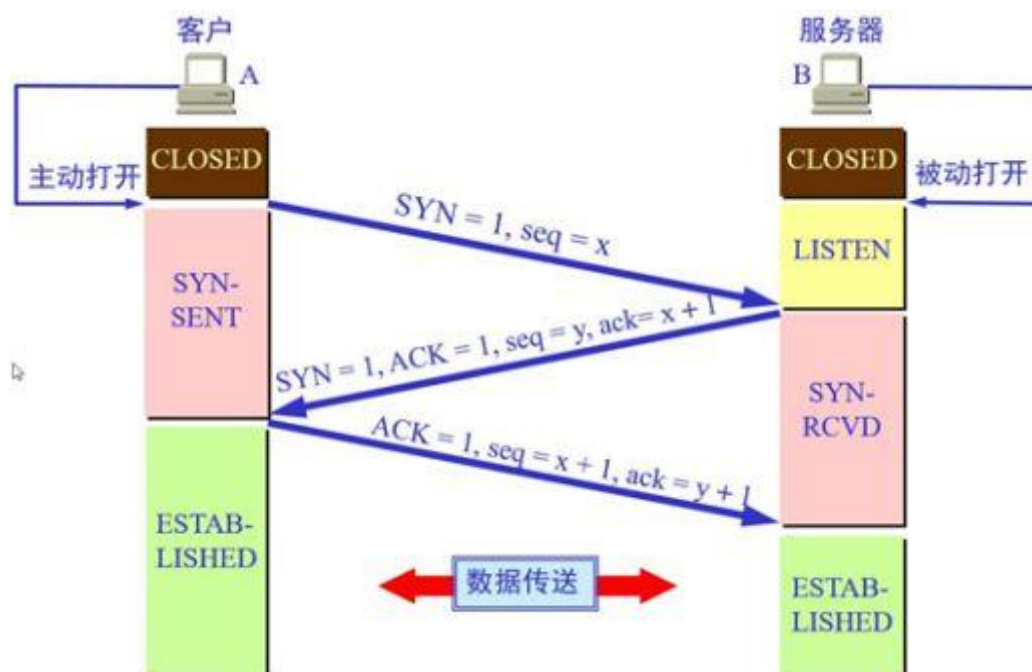 客户
服务器
A
B
CLOSED
CLOSED
主动打开
被动打开
SYN = 1, seq = x
LISTEN
SYN-
SENT
SYN = 1, ACK = 1, seq = y, ack= x + 1
SYN-
RCVD
ACK = 1, seq = x + 1, ack = y + 1
ESTAB-
LISHED
数据传送
ESTAB-
LISHED